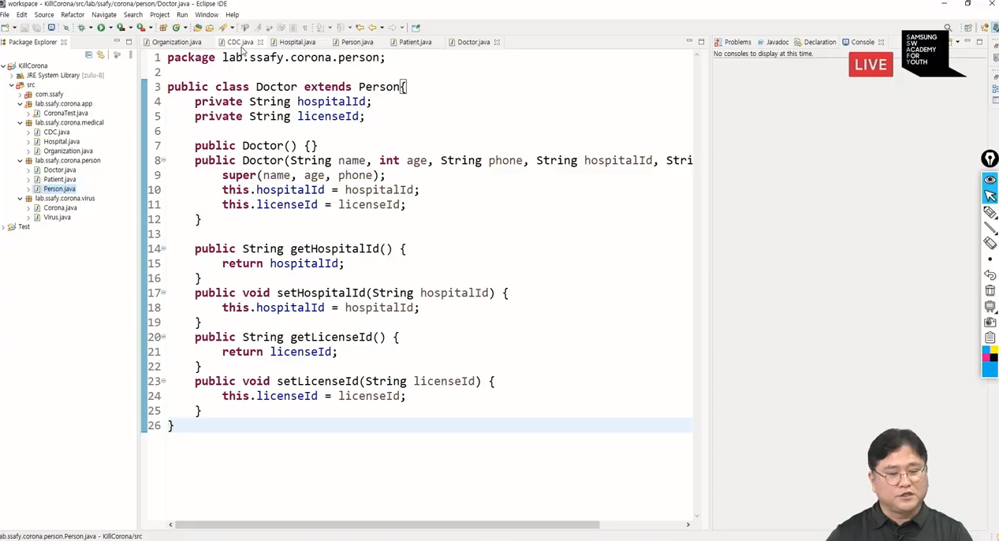 workspace - KillCorona/src/lab/ssafy/corona/person/Doctor.java - Eclipse IDE
File Edit Source Refactor Navigate Search Project Run Window Help
Package Explorer
Organization.java CDC.java Hospital.java Person.java Patient.java Doctor.java
Problems Javadoc Declaration Console
No consoles to display at this time.
KillCorona
JRE System Library [zulu-8]
src
com.ssafy
lab.ssafy.corona.app
CoronaTest.java
lab.ssafy.corona.medical
CDC.java
Hospital.java
Organization.java
lab.ssafy.corona.person
Doctor.java
Patient.java
Person.java
lab.ssafy.corona.virus
Corona.java
Virus.java
Test
1 package lab.ssafy.corona.person;
2
3 public class Doctor extends Person{
4 private String hospitalId;
5 private String licenseId;
6
7 public Doctor() {}
8 public Doctor(String name, int age, String phone, String hospitalId, Stri
9 super(name, age, phone);
10 this.hospitalId = hospitalId;
11 this.licenseId = licenseId;
12 }
13
14 public String getHospitalId() {
15 return hospitalId;
16 }
17 public void setHospitalId(String hospitalId) {
18 this.hospitalId = hospitalId;
19 }
20 public String getLicenseId() {
21 return licenseId;
22 }
23 public void setLicenseId(String licenseId) {
24 this.licenseId = licenseId;
25 }
26 }
LIVE
SAMSUNG
SW
ACADEMY
FOR
YOUTH
lab.ssafy.corona.person.Person.java - KillCorona/src